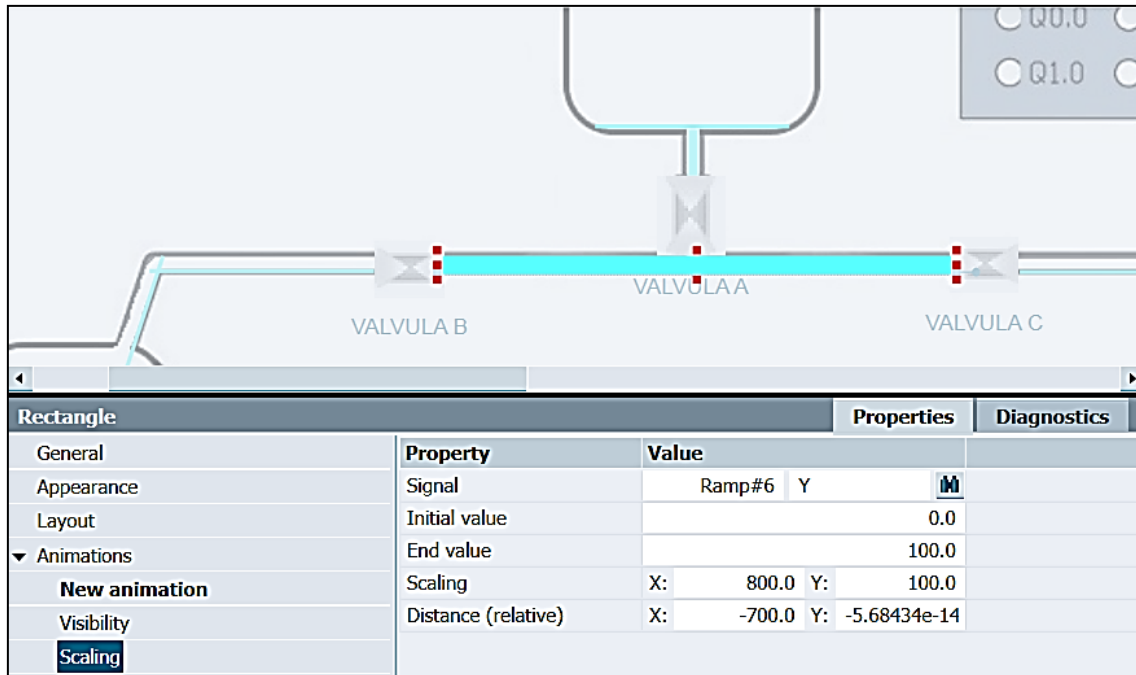 Q0.0
Q1.0
VALVULA A
VALVULA B
VALVULA C
Rectangle Properties Diagnostics
General
Appearance
Layout
Animations
New animation
Visibility
Scaling
Property Value
Signal Ramp#6 Y
Initial value 0.0
End value 100.0
Scaling X: 800.0 Y: 100.0
Distance (relative) X: -700.0 Y: -5.68434e-14